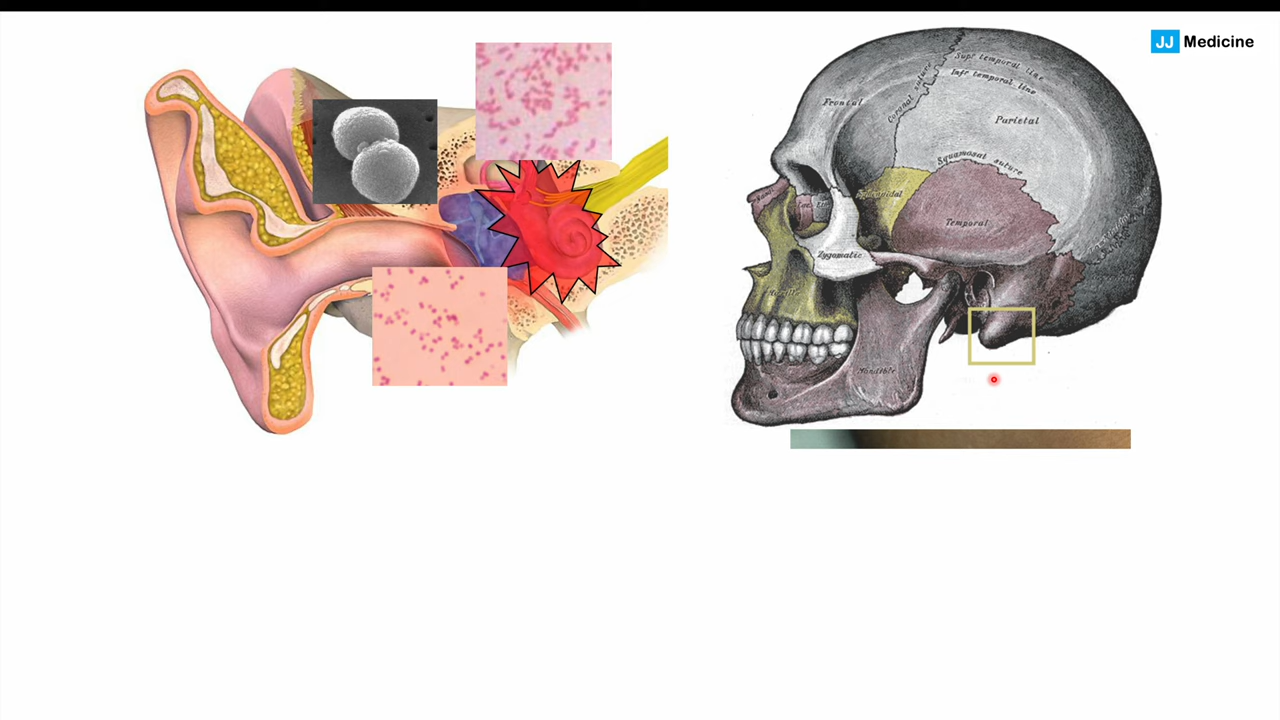 JJ Medicine
Supr temporal line
Infr temporal line
Coronal suture
Frontal
Parietal
Squamosal suture
Temporal
Zygomatic
Mandible